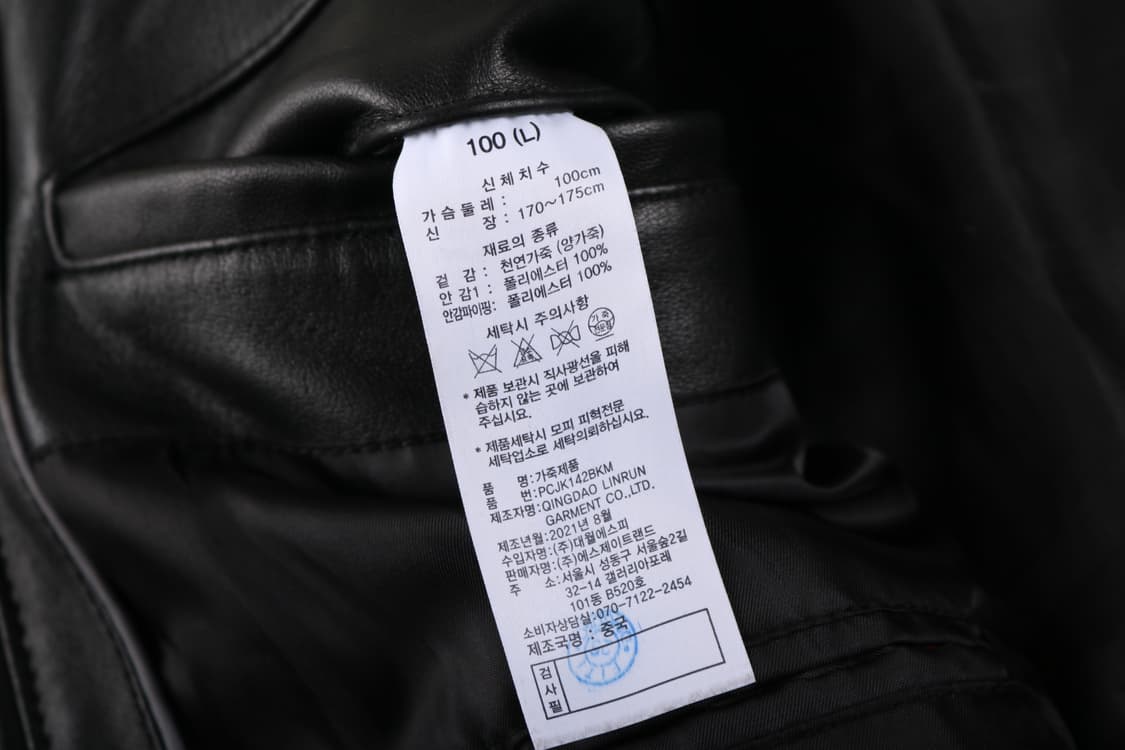 100 (L)
신체치수
가슴둘레: 100cm
신장: 170~175cm
재료의 종류
겉감: 천연가죽 (양가죽)
안감1: 폴리에스터 100%
안감파이핑: 폴리에스터 100%
세탁시 주의사항
가죽
* 제품 보관시 직사광선을 피해
습하지 않는 곳에 보관하여
주십시요.
* 제품세탁시 모피 피혁전문
세탁업소로 세탁의뢰하십시요.
품명:가죽제품
품번:PCJK142BKM
제조자명:QINGDAO LINRUN
GARMENT CO.,LTD.
제조년월:2021년 8월
수입자명:(주)대월에스피
판매자명:(주)에스제이트랜드
주소:서울시 성동구 서울숲2길
32-14 갤러리아포레
101동 B520호
소비자상담실:070-7122-2454
제조국명: 중국
검사필